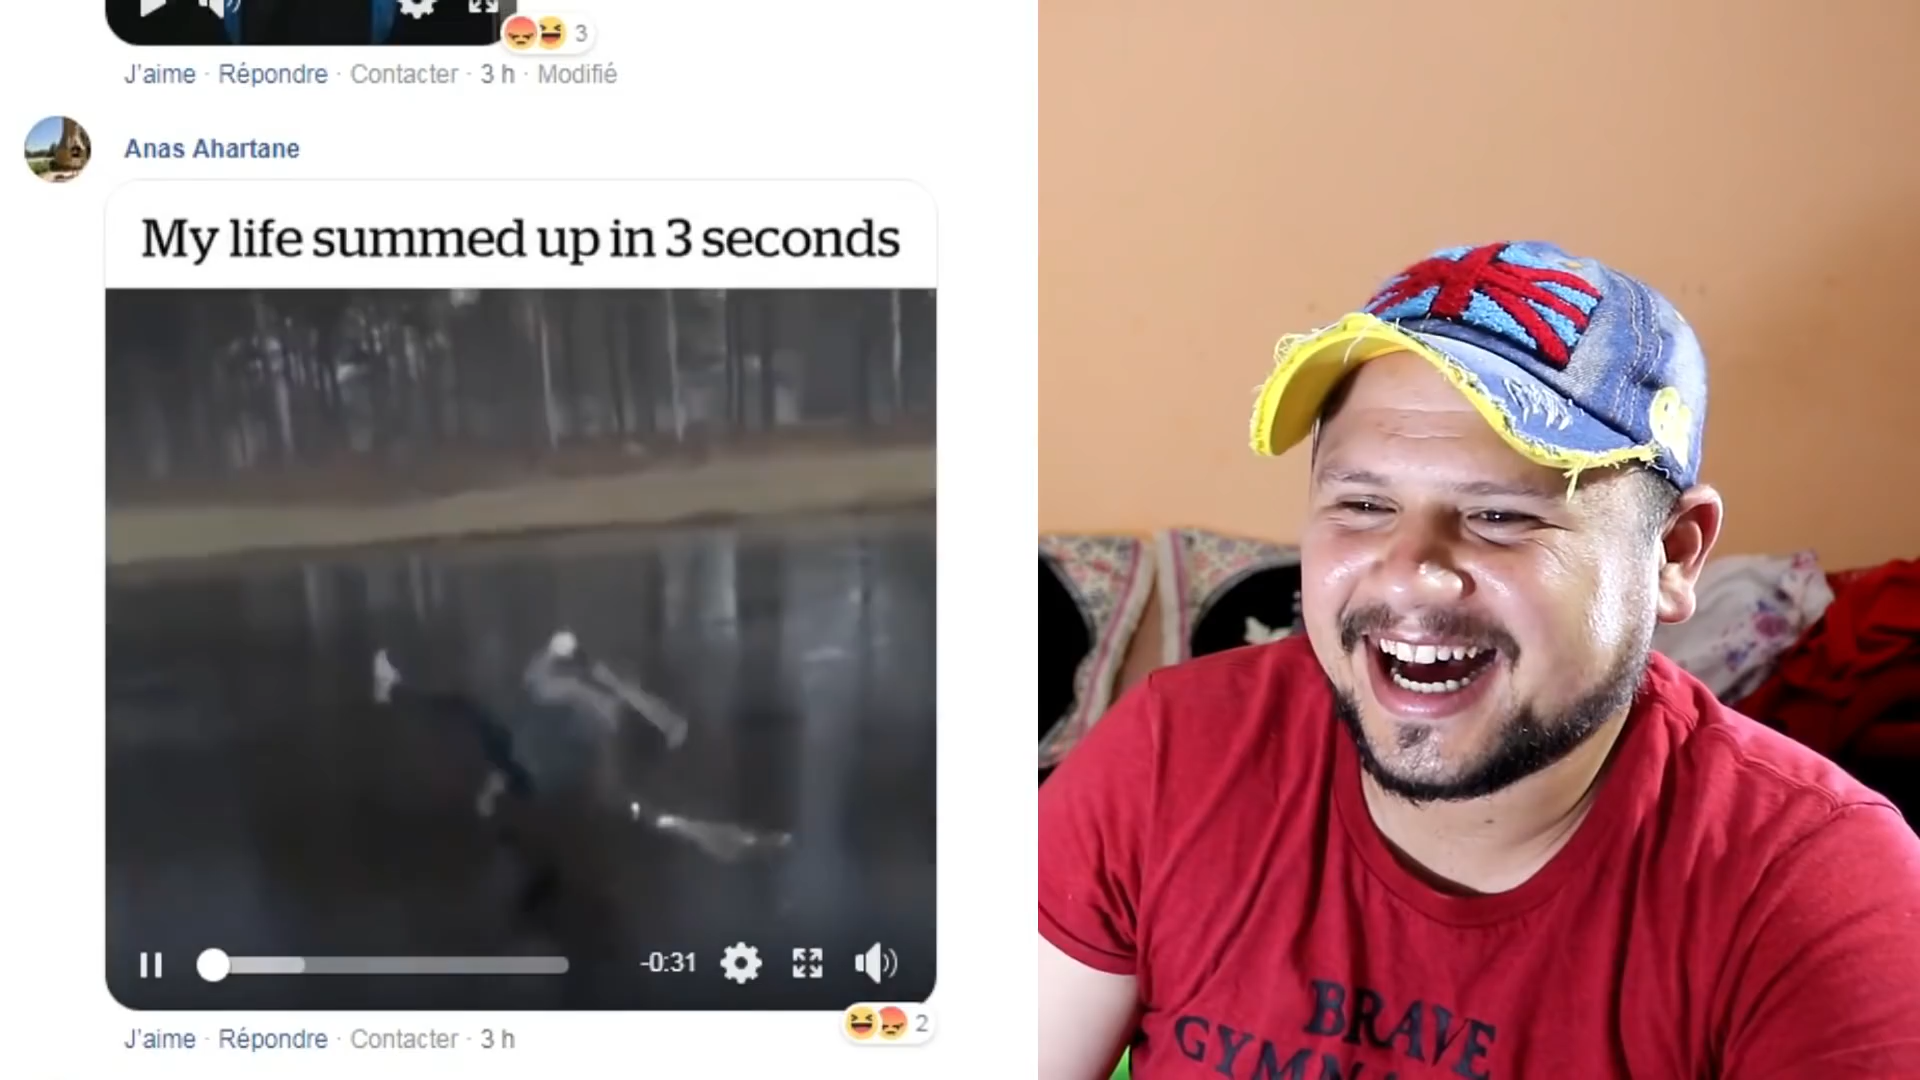 3
J'aime · Répondre · Contacter · 3 h · Modifié
Anas Ahartane
My life summed up in 3 seconds
-0:31
2
J'aime · Répondre · Contacter · 3 h
BRAVE